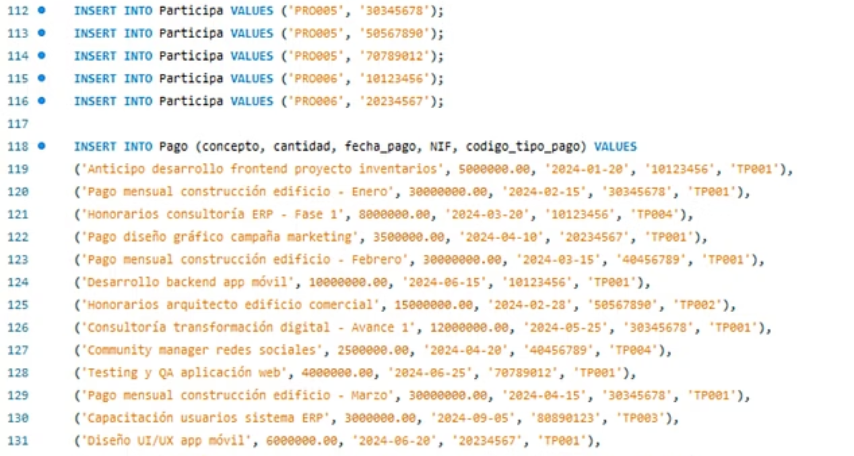 112 INSERT INTO Participa VALUES ('PRO005', '30345678');
113 INSERT INTO Participa VALUES ('PRO005', '50567890');
114 INSERT INTO Participa VALUES ('PRO005', '70789012');
115 INSERT INTO Participa VALUES ('PRO006', '10123456');
116 INSERT INTO Participa VALUES ('PRO006', '20234567');
117
118 INSERT INTO Pago (concepto, cantidad, fecha_pago, NIF, codigo_tipo_pago) VALUES
119 ('Anticipo desarrollo frontend proyecto inventarios', 5000000.00, '2024-01-20', '10123456', 'TP001'),
120 ('Pago mensual construcción edificio - Enero', 30000000.00, '2024-02-15', '30345678', 'TP001'),
121 ('Honorarios consultoría ERP - Fase 1', 8000000.00, '2024-03-20', '10123456', 'TP004'),
122 ('Pago diseño gráfico campaña marketing', 3500000.00, '2024-04-10', '20234567', 'TP001'),
123 ('Pago mensual construcción edificio - Febrero', 30000000.00, '2024-03-15', '40456789', 'TP001'),
124 ('Desarrollo backend app móvil', 10000000.00, '2024-06-15', '10123456', 'TP001'),
125 ('Honorarios arquitecto edificio comercial', 15000000.00, '2024-02-28', '50567890', 'TP002'),
126 ('Consultoría transformación digital - Avance 1', 12000000.00, '2024-05-25', '30345678', 'TP001'),
127 ('Community manager redes sociales', 2500000.00, '2024-04-20', '40456789', 'TP004'),
128 ('Testing y QA aplicación web', 4000000.00, '2024-06-25', '70789012', 'TP001'),
129 ('Pago mensual construcción edificio - Marzo', 30000000.00, '2024-04-15', '30345678', 'TP001'),
130 ('Capacitación usuarios sistema ERP', 3000000.00, '2024-09-05', '80890123', 'TP003'),
131 ('Diseño UI/UX app móvil', 6000000.00, '2024-06-20', '20234567', 'TP001'),